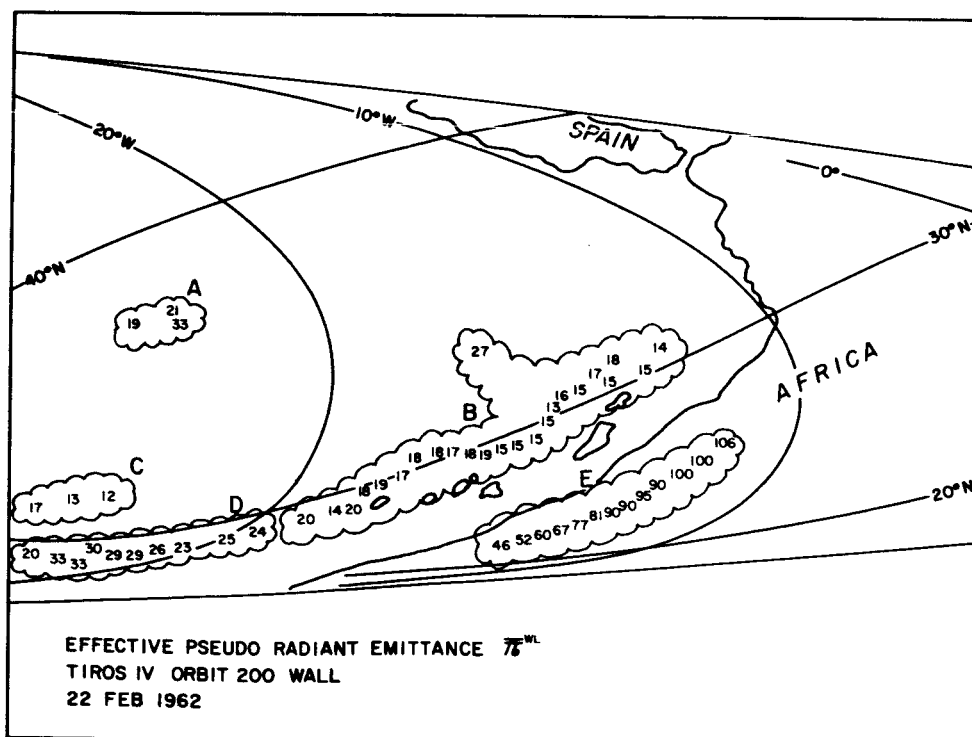 10°W
20°W
SPAIN
0°
30°N
40°N
A
21
19 33
AFRICA
27
14
18
17
15 15
16 15
13
B
15
18 18 17 18 19 15 15 15
18 19 17
20 14 20
C
17 13 12
D
20 33 33 30 29 29 26 23 25 24
E
46 52 60 67 77 81 90 90 95 90 100 100 106
20°N
EFFECTIVE PSEUDO RADIANT EMITTANCE
TIROS IV ORBIT 200 WALL
22 FEB 1962